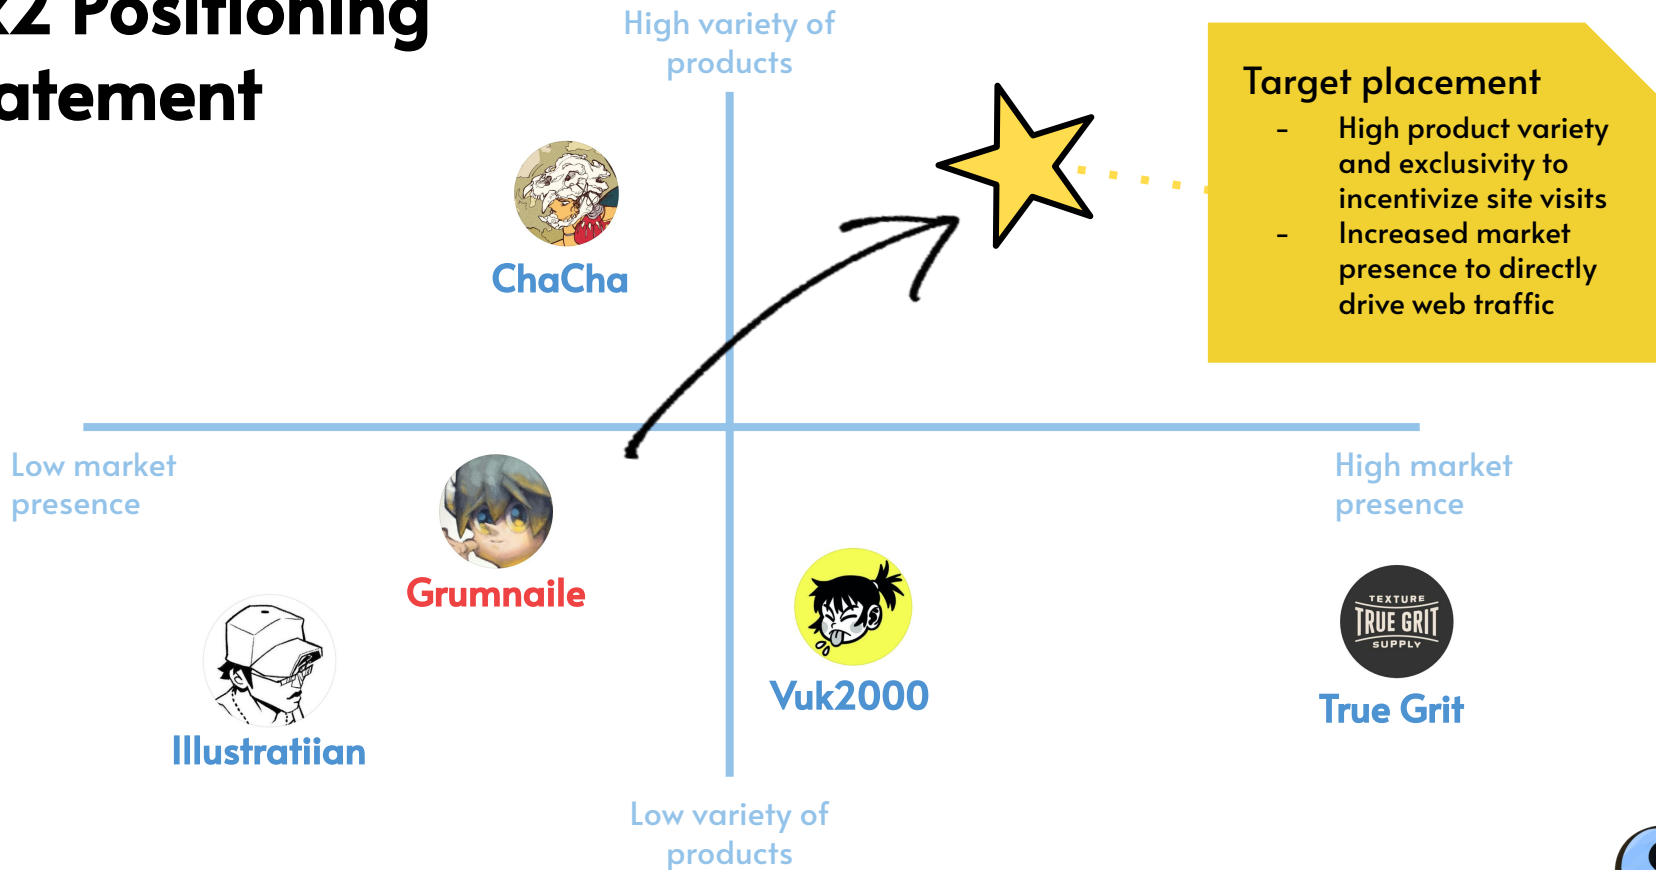 x2 Positioning
atement
High variety of
products
Target placement
- High product variety
and exclusivity to
incentivize site visits
- Increased market
presence to directly
drive web traffic
ChaCha
Low market
presence
High market
presence
Grumnaile
TEXTURE
TRUE GRIT
SUPPLY
Vuk2000
True Grit
Illustratiian
Low variety of
products